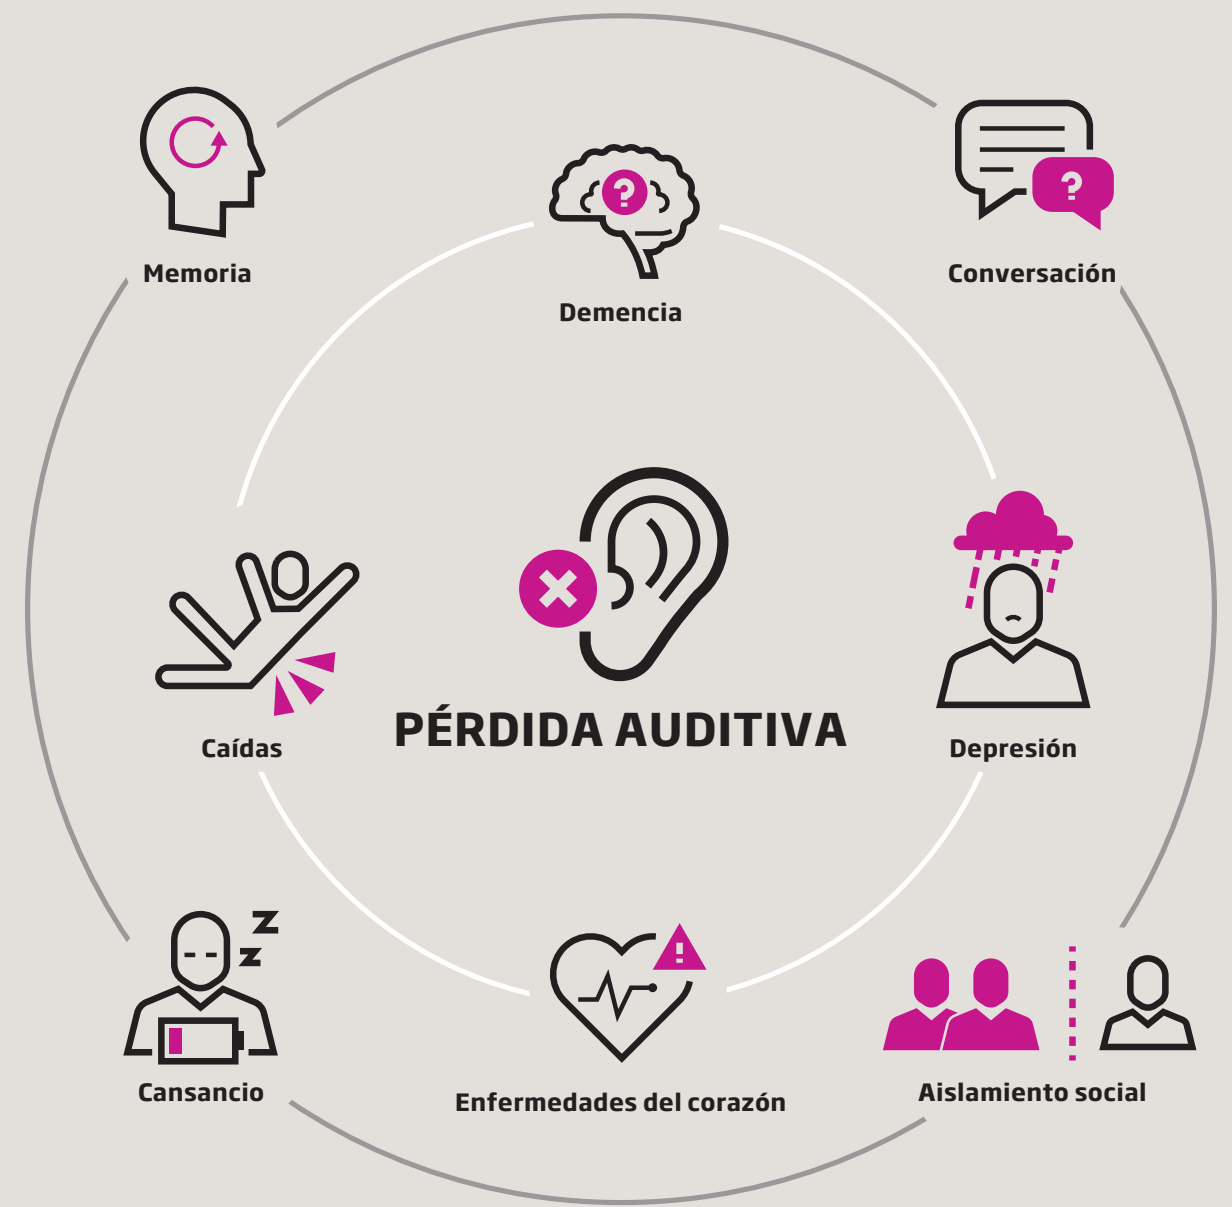 Memoria
Demencia
Conversación
PÉRDIDA AUDITIVA
Caídas
Depresión
Cansancio
Enfermedades del corazón
Aislamiento social